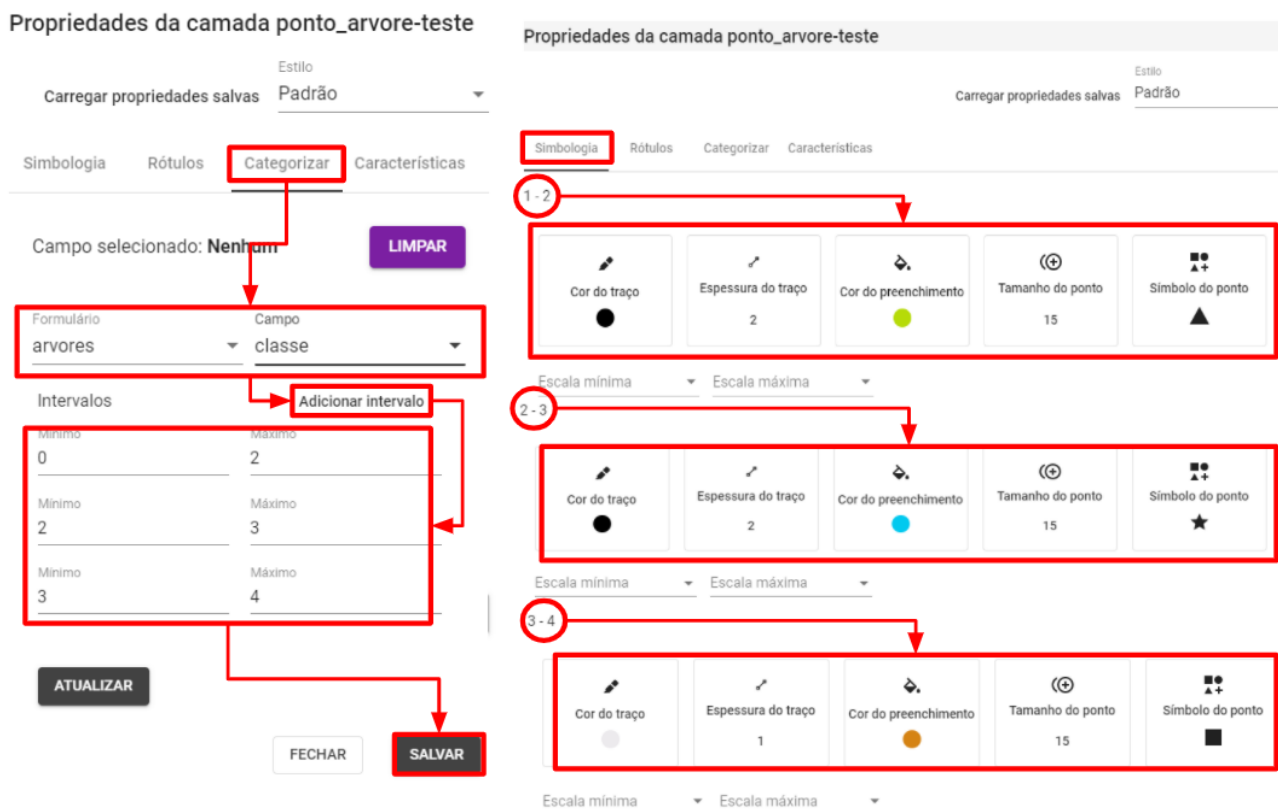 Propriedades da camada ponto_arvore-teste
Estilo
Carregar propriedades salvas Padrão
Simbologia Rótulos Categorizar Características
Campo selecionado: Nenhum LIMPAR
Formulário Campo
arvores classe
Intervalos Adicionar intervalo
Mínimo Máximo
0 2
Mínimo Máximo
2 3
Mínimo Máximo
3 4
ATUALIZAR
FECHAR SALVAR
Propriedades da camada ponto_arvore-teste
Estilo
Carregar propriedades salvas Padrão
Simbologia Rótulos Categorizar Características
1 - 2
Cor do traço Espessura do traço Cor do preenchimento Tamanho do ponto Símbolo do ponto
2 15
Escala mínima Escala máxima
2 - 3
Cor do traço Espessura do traço Cor do preenchimento Tamanho do ponto Símbolo do ponto
2 15
Escala mínima Escala máxima
3 - 4
Cor do traço Espessura do traço Cor do preenchimento Tamanho do ponto Símbolo do ponto
1 15
Escala mínima Escala máxima